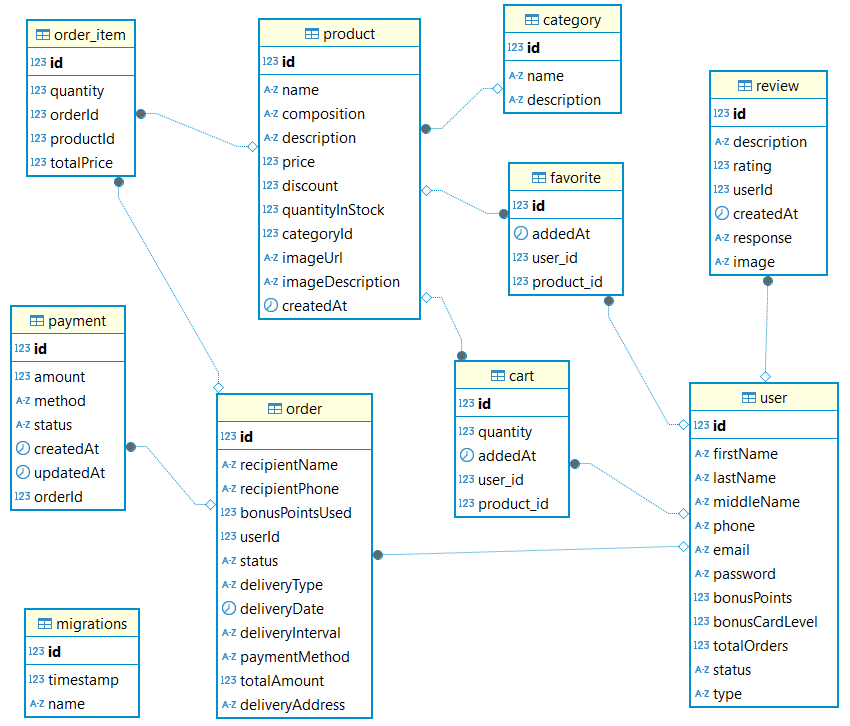 order_item
123 id
123 quantity
123 orderId
123 productId
123 totalPrice
product
123 id
A-Z name
A-Z composition
A-Z description
123 price
123 discount
123 quantityInStock
123 categoryId
A-Z imageUrl
A-Z imageDescription
createdAt
category
123 id
A-Z name
A-Z description
review
123 id
A-Z description
123 rating
123 userId
createdAt
A-Z response
A-Z image
favorite
123 id
addedAt
123 user_id
123 product_id
payment
123 id
123 amount
A-Z method
A-Z status
createdAt
updatedAt
123 orderId
order
123 id
A-Z recipientName
A-Z recipientPhone
123 bonusPointsUsed
123 userId
A-Z status
A-Z deliveryType
deliveryDate
A-Z deliveryInterval
A-Z paymentMethod
123 totalAmount
A-Z deliveryAddress
cart
123 id
123 quantity
addedAt
123 user_id
123 product_id
user
123 id
A-Z firstName
A-Z lastName
A-Z middleName
A-Z phone
A-Z email
A-Z password
123 bonusPoints
123 bonusCardLevel
123 totalOrders
A-Z status
A-Z type
migrations
123 id
123 timestamp
A-Z name